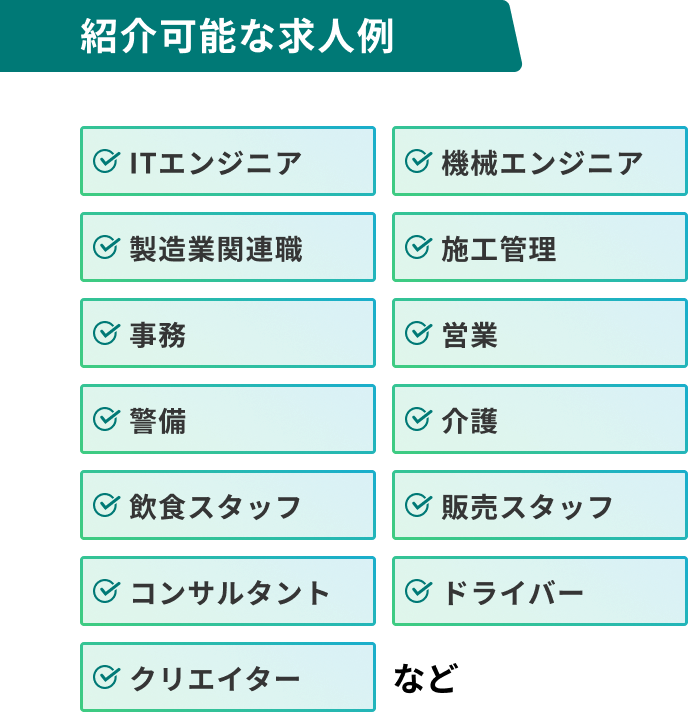 紹介可能な求人例
ITエンジニア
機械エンジニア
製造業関連職
施工管理
事務
営業
警備
介護
飲食スタッフ
販売スタッフ
コンサルタント
ドライバー
クリエイター
など